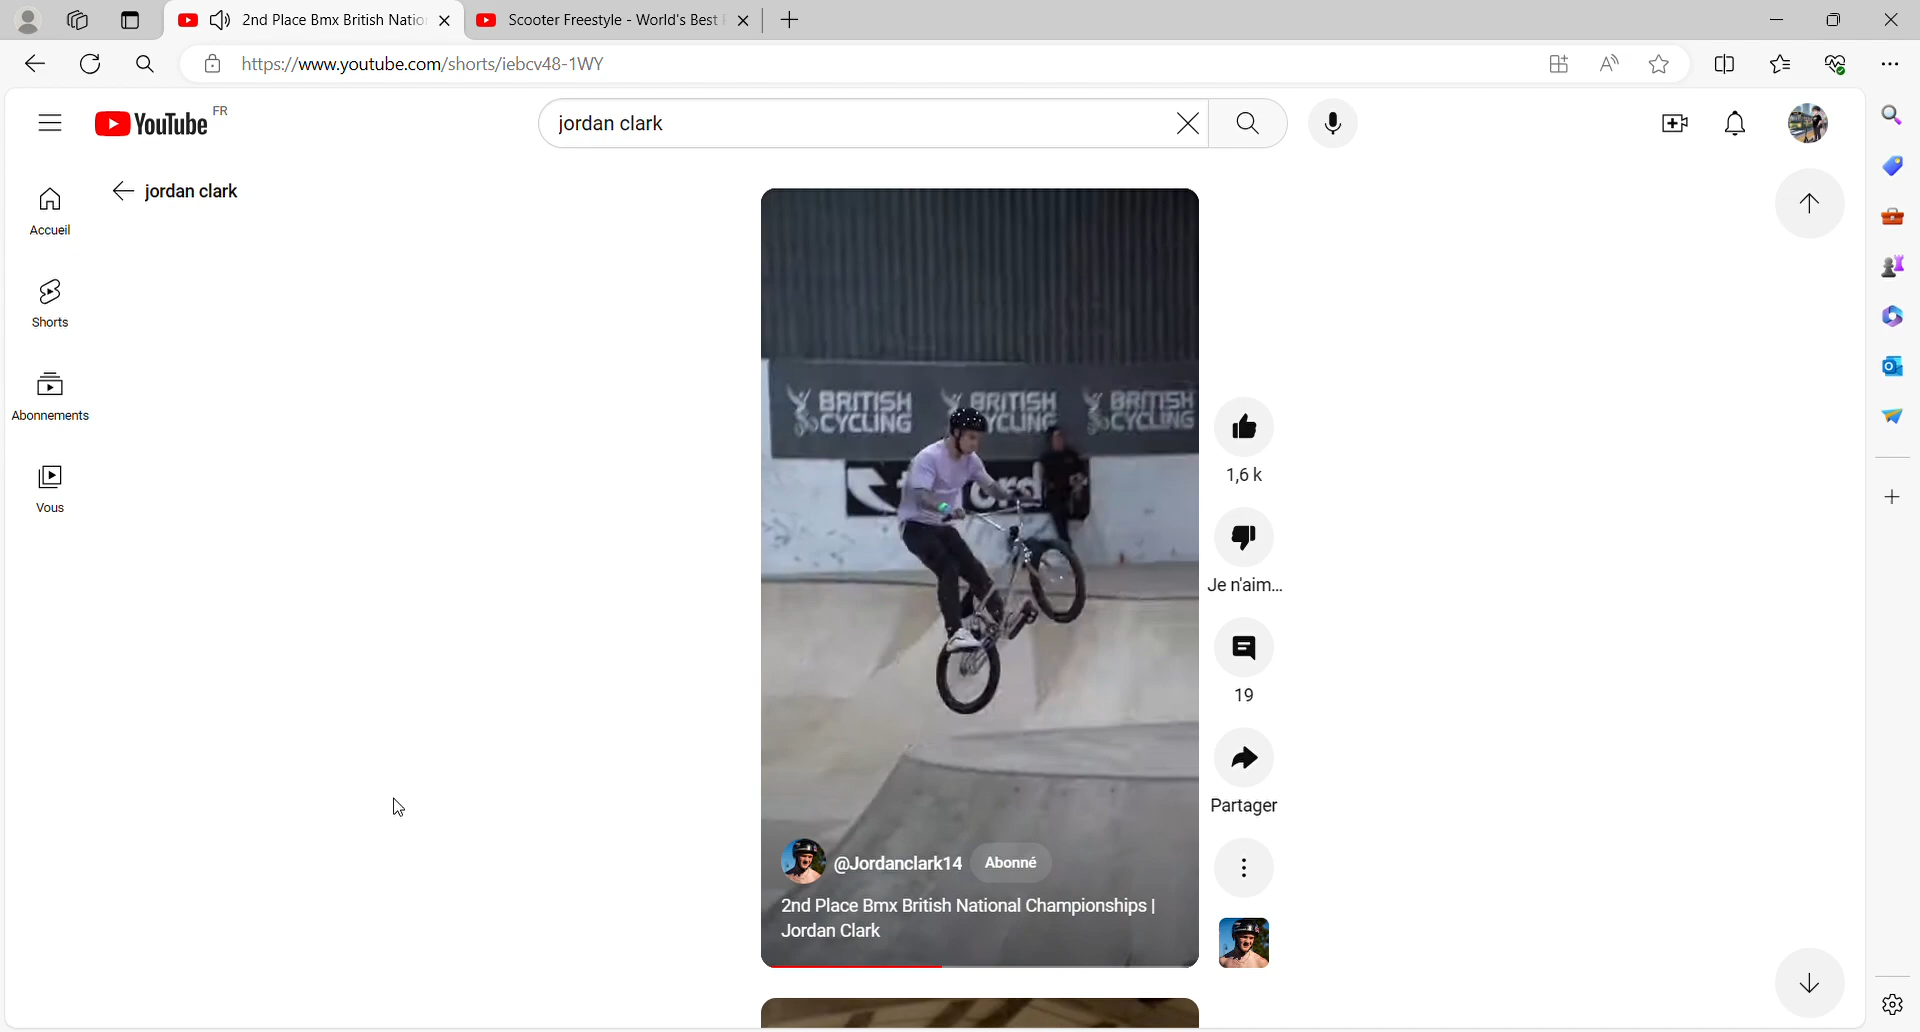 2nd Place Bmx British Natio
Scooter Freestyle - World's Best
https://www.youtube.com/shorts/iebcv48-1WY
YouTube FR
jordan clark
jordan clark
Accueil
Shorts
Abonnements
Vous
BRITISH CYCLING
BRITISH CYCLING
BRITISH CYCLING
1,6 k
Je n'aim...
19
Partager
@Jordanclark14 Abonné
2nd Place Bmx British National Championships |
Jordan Clark